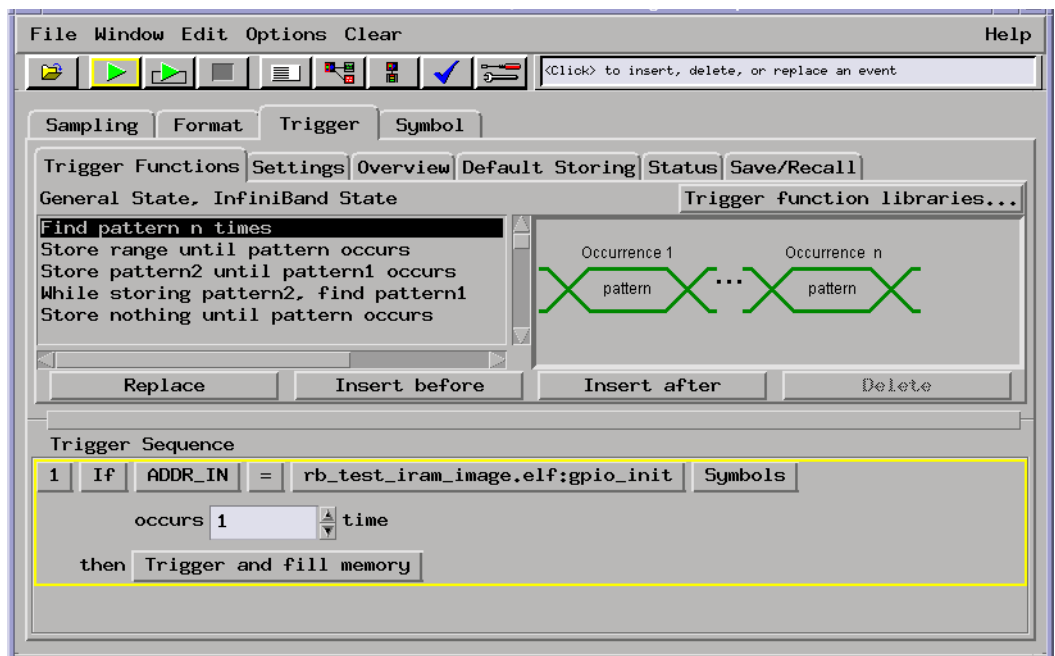 File Window Edit Options Clear Help
<Click> to insert, delete, or replace an event
Sampling Format Trigger Symbol
Trigger Functions Settings Overview Default Storing Status Save/Recall
General State, InfiniBand State Trigger function libraries...
Find pattern n times
Store range until pattern occurs
Store pattern2 until pattern1 occurs
While storing pattern2, find pattern1
Store nothing until pattern occurs
Occurrence 1 Occurrence n
pattern ... pattern
Replace Insert before Insert after Delete
Trigger Sequence
1 If ADDR_IN = rb_test_iram_image.elf:gpio_init Symbols
occurs 1 time
then Trigger and fill memory